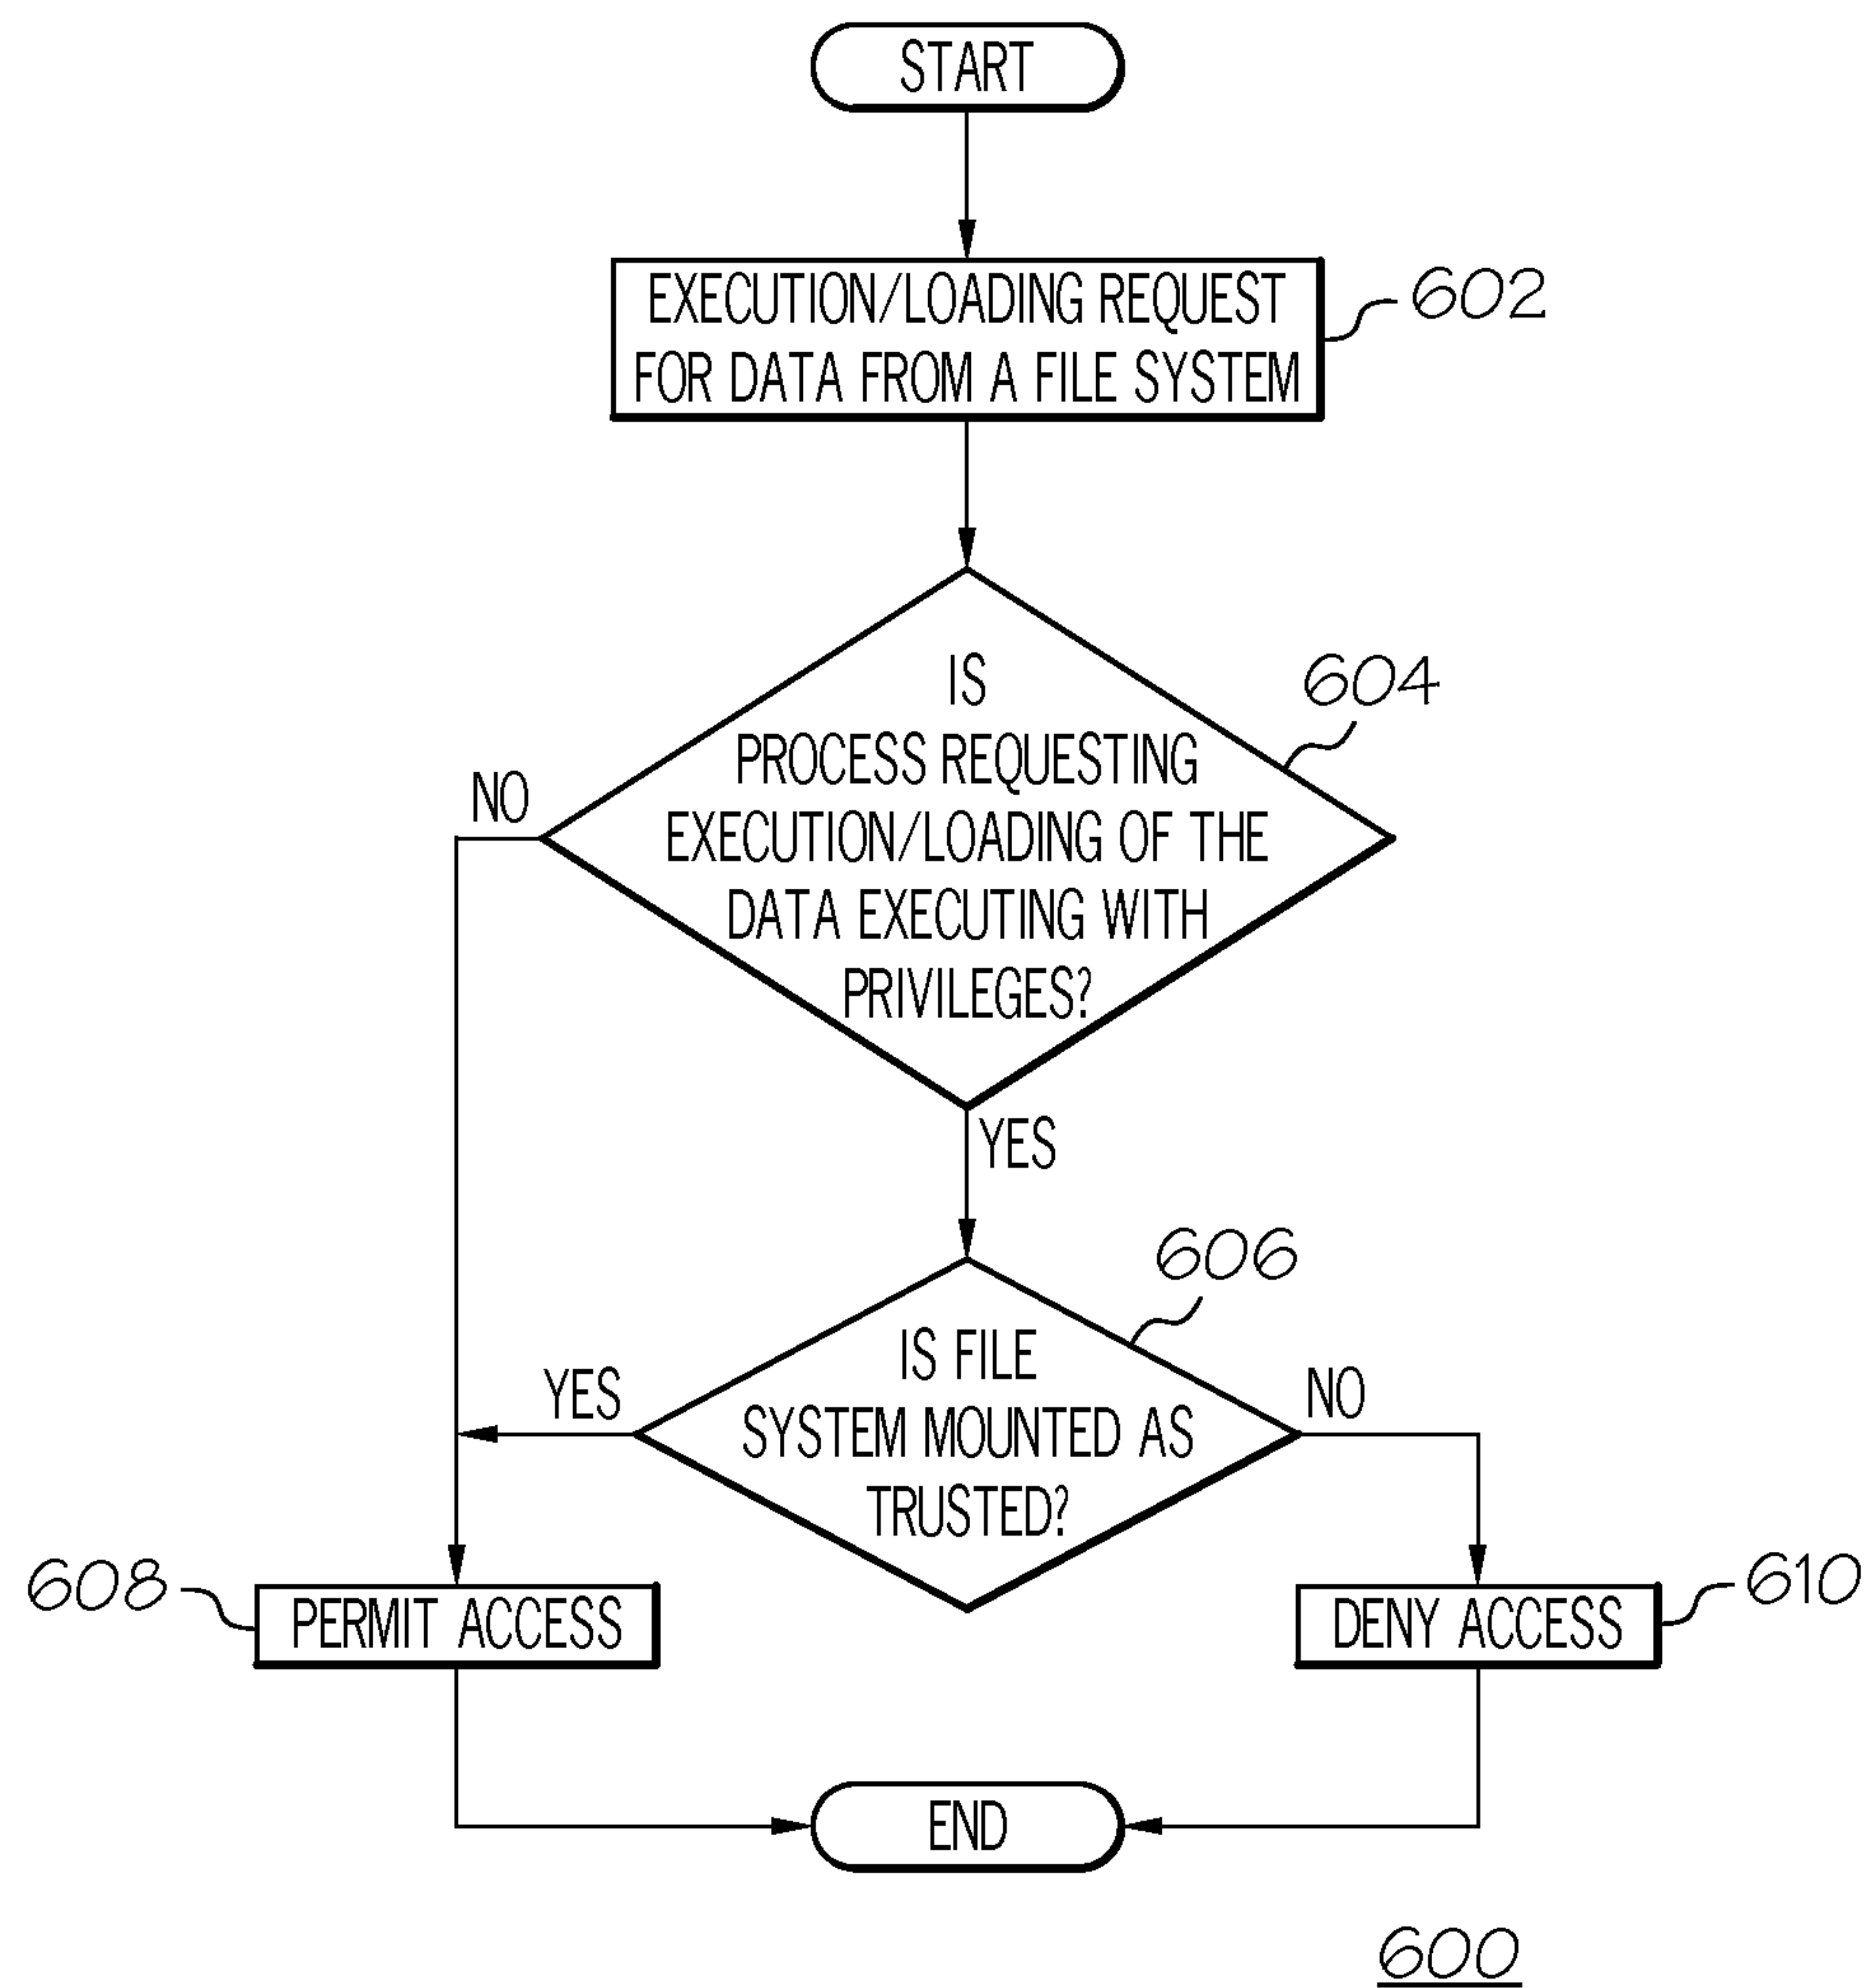 START
EXECUTION/LOADING REQUEST
FOR DATA FROM A FILE SYSTEM
602
IS
PROCESS REQUESTING
EXECUTION/LOADING OF THE
DATA EXECUTING WITH
PRIVILEGES?
604
NO
YES
606
IS FILE
SYSTEM MOUNTED AS
TRUSTED?
YES
NO
608
PERMIT ACCESS
DENY ACCESS
610
END
600